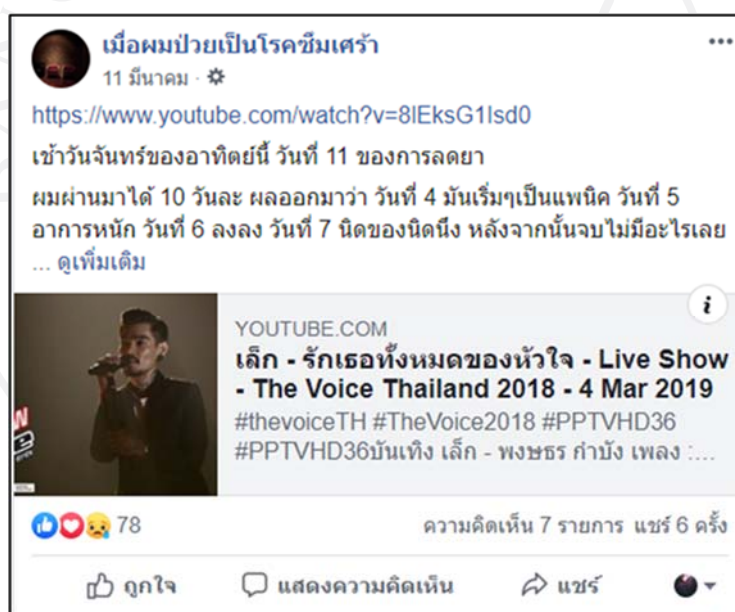 เมื่อผมป่วยเป็นโรคซึมเศร้า
11 มีนาคม ·
https://www.youtube.com/watch?v=8lEksG1lsd0
เช้าวันจันทร์ของอาทิตย์นี้ วันที่ 11 ของการลดยา
ผมผ่านมาได้ 10 วันละ ผลออกมาว่า วันที่ 4 มันเริ่มๆเป็นแพนิค วันที่ 5
อาการหนัก วันที่ 6 ลงลง วันที่ 7 นิดของนิดนึง หลังจากนั้นจบไม่มีอะไรเลย
... ดูเพิ่มเติม
YOUTUBE.COM
เล็ก - รักเธอทั้งหมดของหัวใจ - Live Show
- The Voice Thailand 2018 - 4 Mar 2019
#thevoiceTH #TheVoice2018 #PPTVHD36
#PPTVHD36บันเทิง เล็ก - พงษธร กำบัง เพลง :...
78
ความคิดเห็น 7 รายการ แชร์ 6 ครั้ง
ถูกใจ แสดงความคิดเห็น แชร์